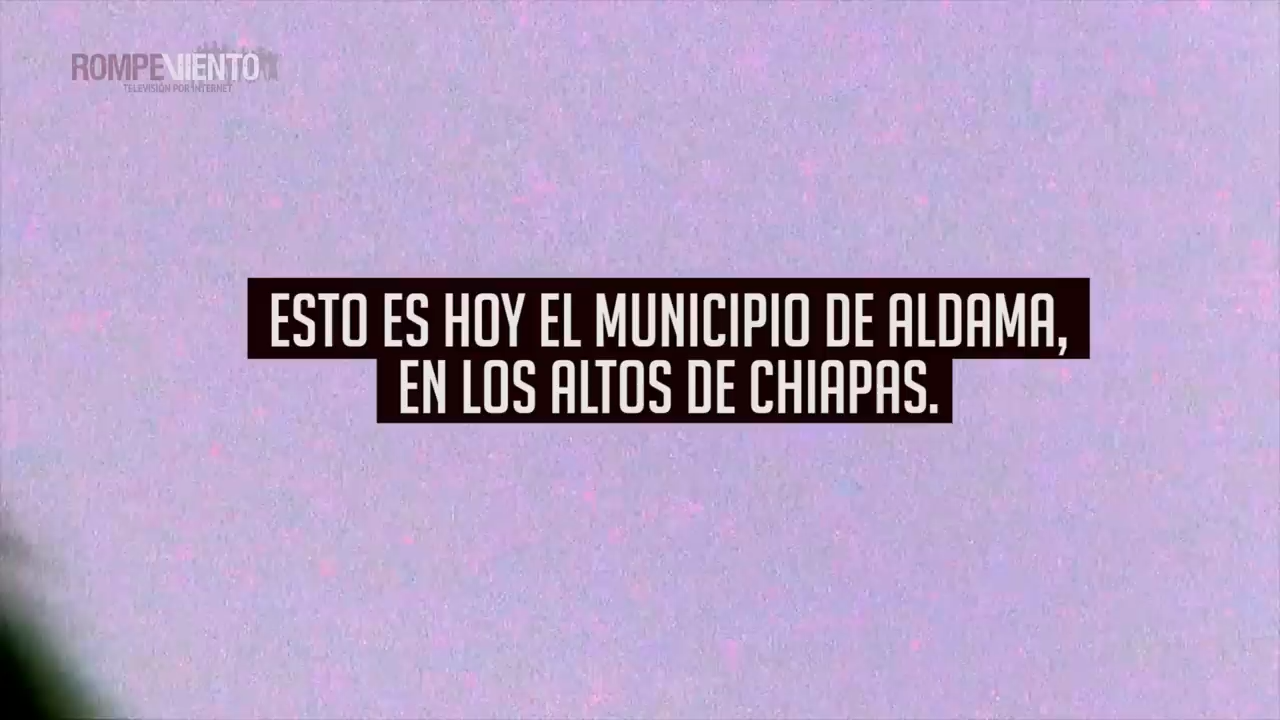 ROMPEVIENTO
TELEVISIÓN POR INTERNET
ESTO ES HOY EL MUNICIPIO DE ALDAMA,
EN LOS ALTOS DE CHIAPAS.